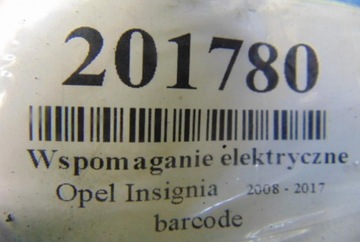 201780
Wspomaganie elektryczne
Opel Insignia 2008 - 2017
barcode